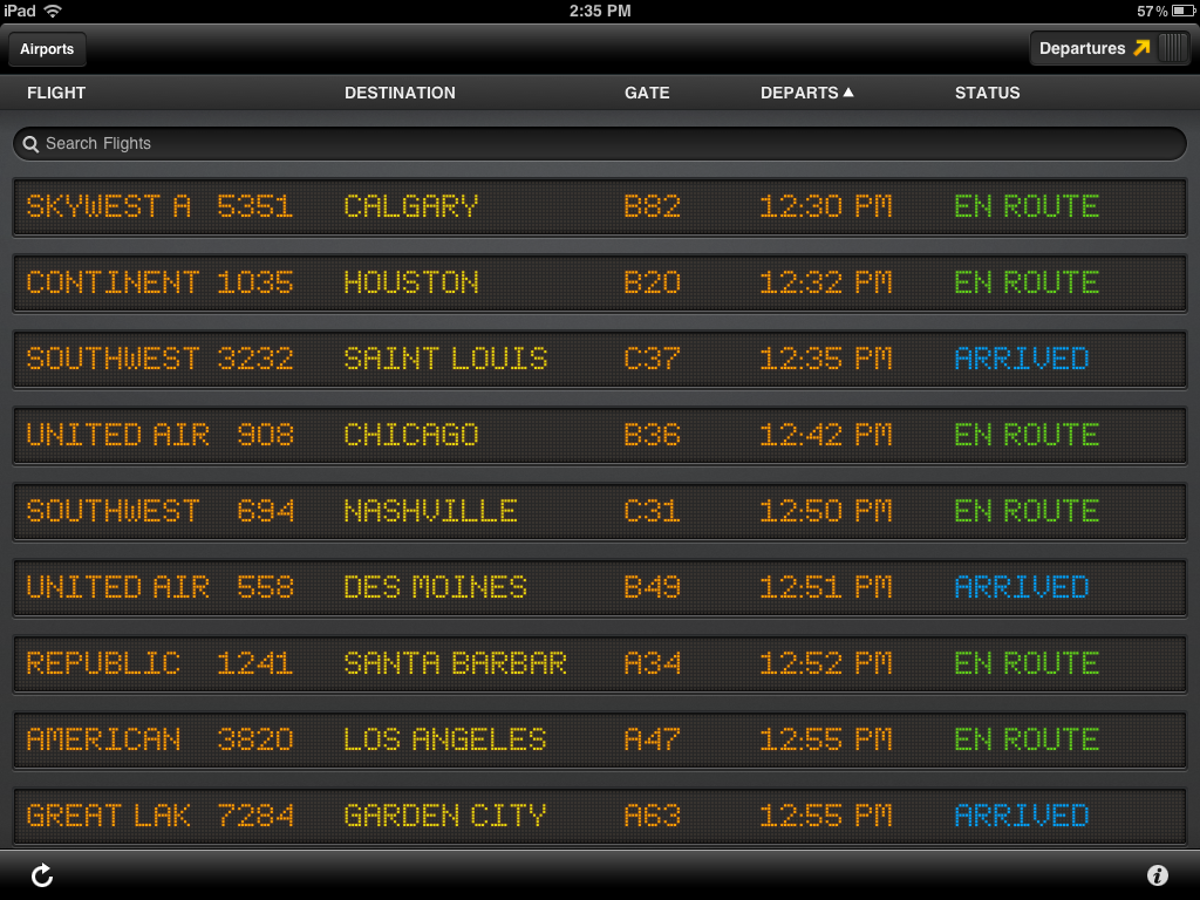 iPad 2:35 PM 57%
Airports Departures
FLIGHT DESTINATION GATE DEPARTS STATUS
Search Flights
SKYWEST A 5351 CALGARY B82 12:30 PM EN ROUTE
CONTINENT 1035 HOUSTON B20 12:32 PM EN ROUTE
SOUTHWEST 3232 SAINT LOUIS C37 12:35 PM ARRIVED
UNITED AIR 908 CHICAGO B36 12:42 PM EN ROUTE
SOUTHWEST 694 NASHVILLE C31 12:50 PM EN ROUTE
UNITED AIR 558 DES MOINES B49 12:51 PM ARRIVED
REPUBLIC 1241 SANTA BARBAR A34 12:52 PM EN ROUTE
AMERICAN 3820 LOS ANGELES A47 12:55 PM EN ROUTE
GREAT LAK 7284 GARDEN CITY A63 12:55 PM ARRIVED